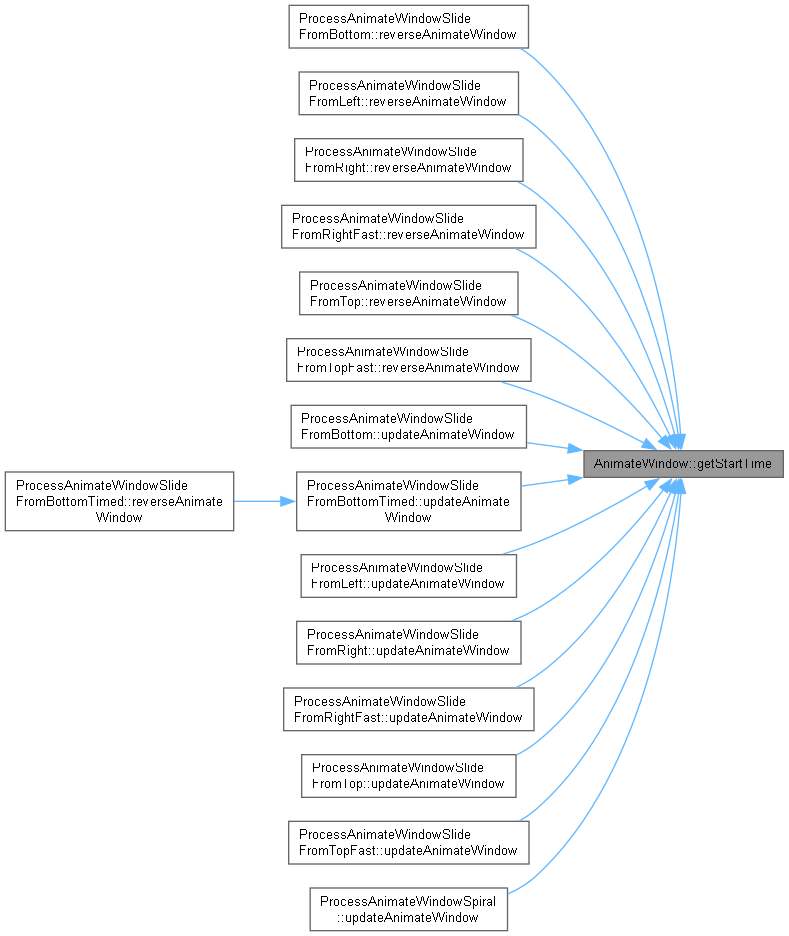 ProcessAnimateWindowSlide
FromBottom::reverseAnimateWindow
ProcessAnimateWindowSlide
FromLeft::reverseAnimateWindow
ProcessAnimateWindowSlide
FromRight::reverseAnimateWindow
ProcessAnimateWindowSlide
FromRightFast::reverseAnimateWindow
ProcessAnimateWindowSlide
FromTop::reverseAnimateWindow
ProcessAnimateWindowSlide
FromTopFast::reverseAnimateWindow
ProcessAnimateWindowSlide
FromBottom::updateAnimateWindow
AnimateWindow::getStartTime
ProcessAnimateWindowSlide
FromBottomTimed::reverseAnimate
Window
ProcessAnimateWindowSlide
FromBottomTimed::updateAnimate
Window
ProcessAnimateWindowSlide
FromLeft::updateAnimateWindow
ProcessAnimateWindowSlide
FromRight::updateAnimateWindow
ProcessAnimateWindowSlide
FromRightFast::updateAnimateWindow
ProcessAnimateWindowSlide
FromTop::updateAnimateWindow
ProcessAnimateWindowSlide
FromTopFast::updateAnimateWindow
ProcessAnimateWindowSpiral
::updateAnimateWindow